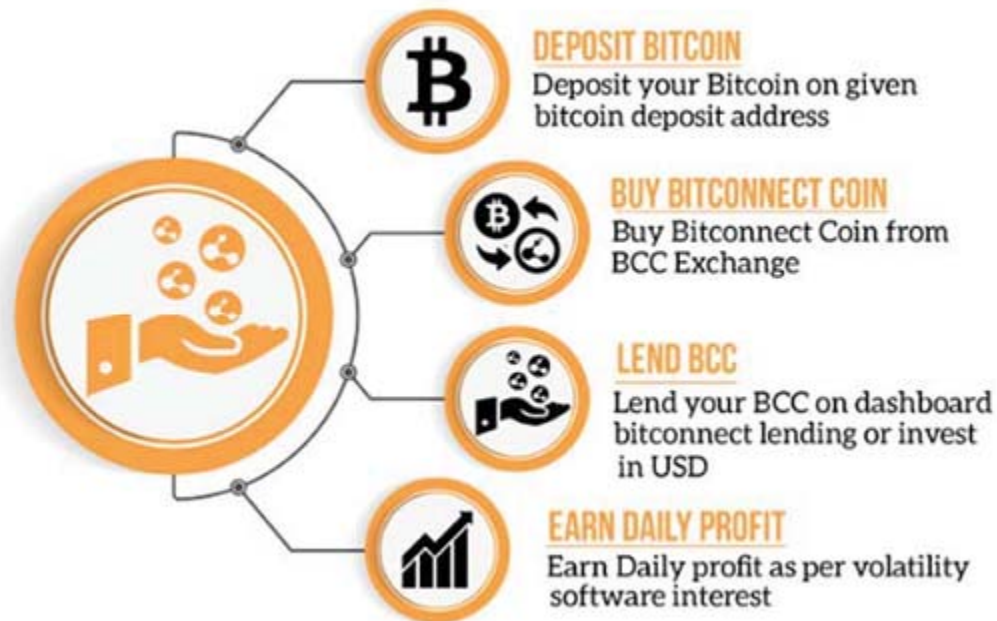 DEPOSIT BITCOIN
Deposit your Bitcoin on given
bitcoin deposit address
BUY BITCONNECT COIN
Buy Bitconnect Coin from
BCC Exchange
LEND BCC
Lend your BCC on dashboard
bitconnect lending or invest
in USD
EARN DAILY PROFIT
Earn Daily profit as per volatility
software interest